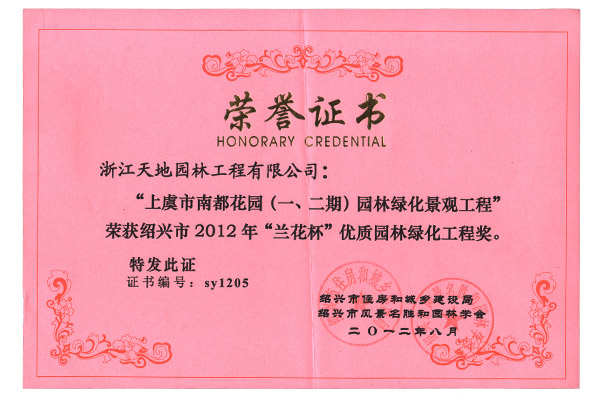 荣誉证书
HONORARY CREDENTIAL
浙江天地园林工程有限公司：
“上虞市南都花园（一、二期）园林绿化景观工程”
荣获绍兴市2012年“兰花杯”优质园林绿化工程奖。
特发此证
证书编号：sy1205
绍兴市住房和城乡建设局
绍兴市风景名胜和园林学会
二〇一二年八月